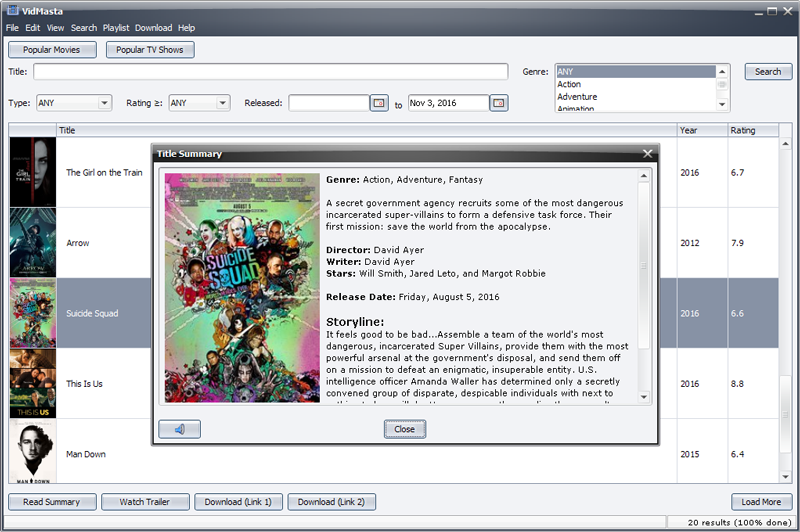 VidMasta
File Edit View Search Playlist Download Help
Popular Movies Popular TV Shows
Title: Genre: ANY Search
Action
Adventure
Animation
Type: ANY Rating ≥: ANY Released: to Nov 3, 2016
Title Year Rating
The Girl on the Train 2016 6.7
Arrow 2012 7.9
Suicide Squad 2016 6.6
This Is Us 2016 8.8
THIS IS US
Man Down 2015 6.4
MAN DOWN
Title Summary
AUGUST 5
SUICIDE SQUAD
Genre: Action, Adventure, Fantasy
A secret government agency recruits some of the most dangerous
incarcerated super-villains to form a defensive task force. Their
first mission: save the world from the apocalypse.
Director: David Ayer
Writer: David Ayer
Stars: Will Smith, Jared Leto, and Margot Robbie
Release Date: Friday, August 5, 2016
Storyline:
It feels good to be bad...Assemble a team of the world's most
dangerous, incarcerated Super Villains, provide them with the most
powerful arsenal at the government's disposal, and send them off
on a mission to defeat an enigmatic, insuperable entity. U.S.
intelligence officer Amanda Waller has determined only a secretly
convened group of disparate, despicable individuals with next to
Close
Read Summary Watch Trailer Download (Link 1) Download (Link 2) Load More
20 results (100% done)